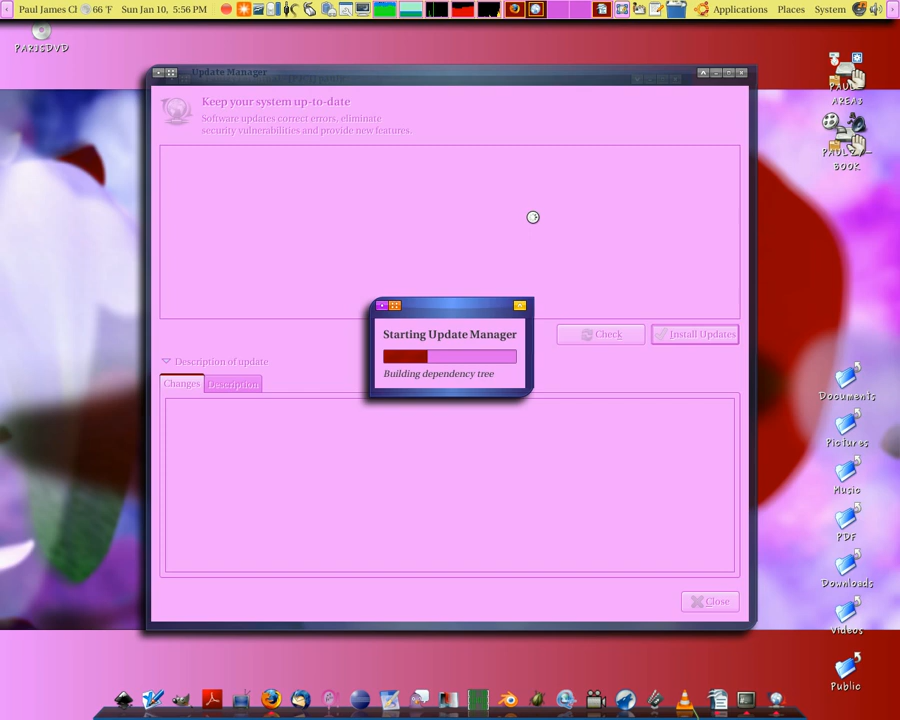 Paul James Cl 66 °F Sun Jan 10, 5:56 PM Applications Places System
PARISDVD
Update Manager
Keep your system up-to-date
Software updates correct errors, eliminate
security vulnerabilities and provide new features.
Starting Update Manager
Building dependency tree
Check
Install Updates
Description of update
Changes
Description
Close
AREA3
BOOK
Documents
Pictures
Music
PDF
Downloads
Videos
Public